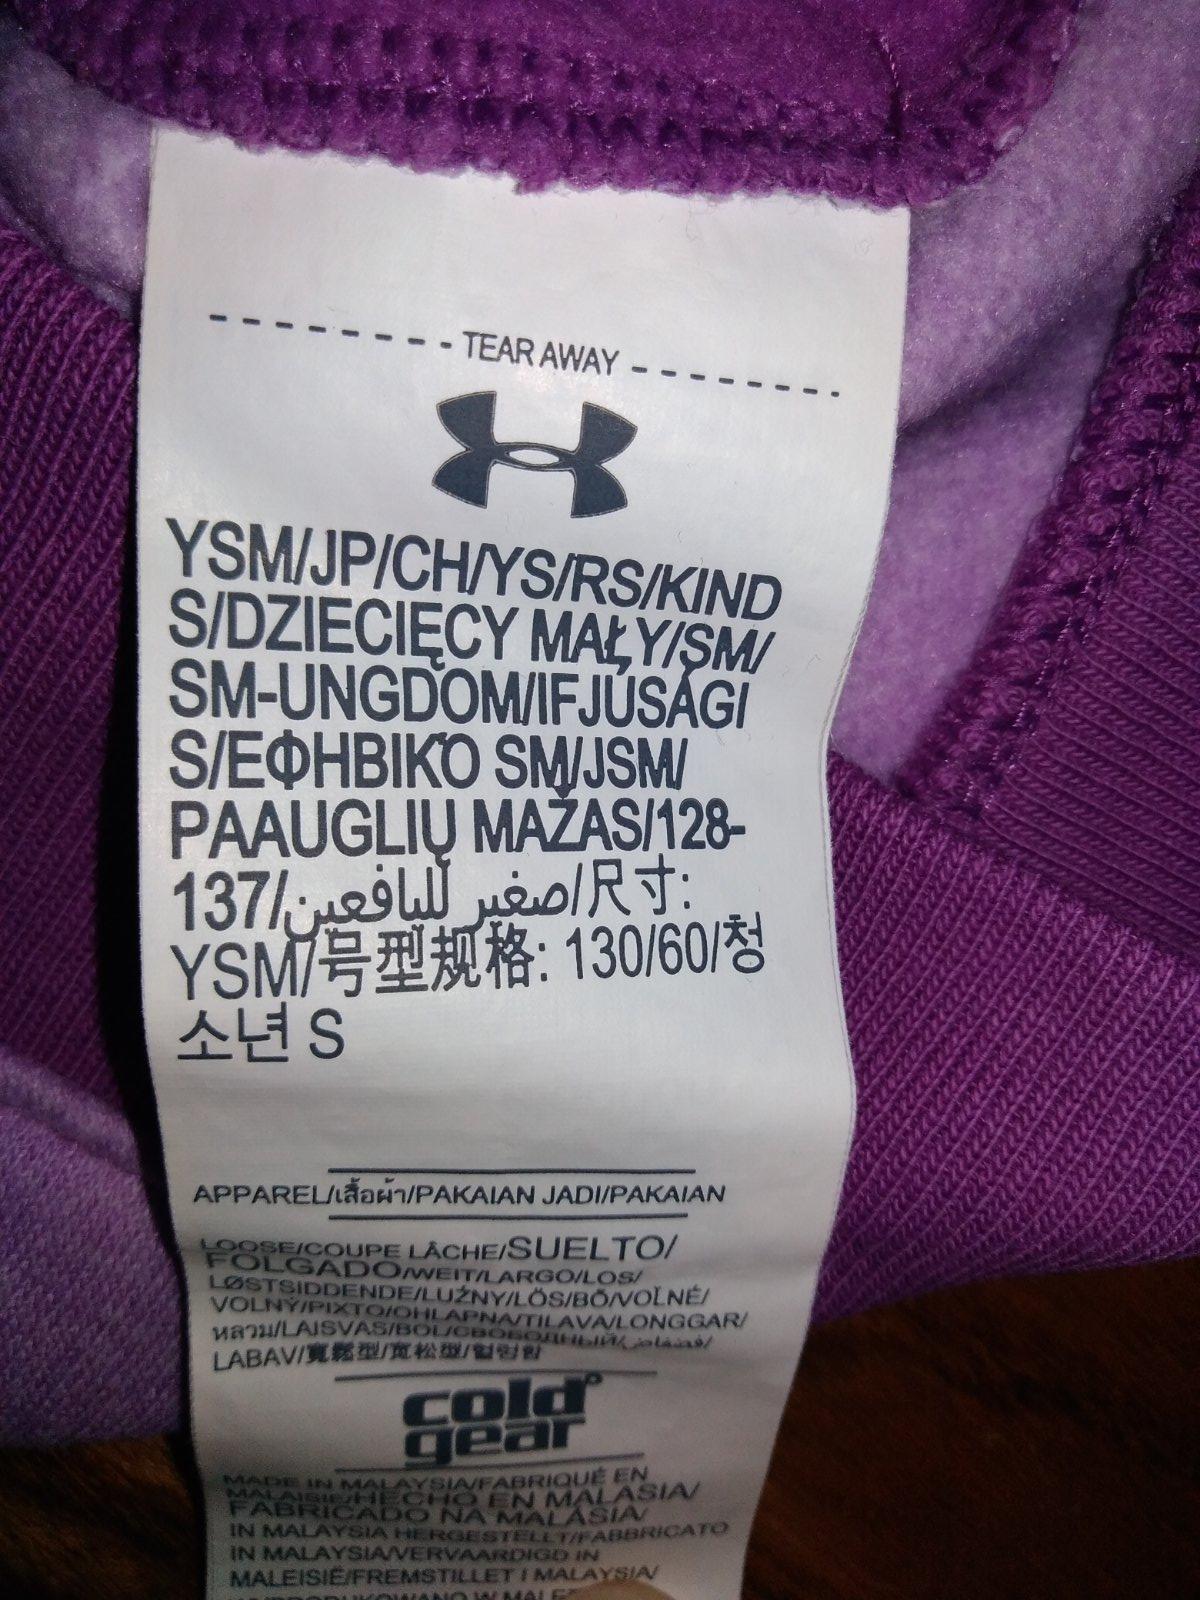 TEAR AWAY
YSM/JP/CH/YS/RS/KIND
S/DZIECIĘCY MAŁY/SM/
SM-UNGDOM/IFJÚSÁGI
S/ΕΦΗΒΙΚΌ SM/JSM/
PAAUGLIŲ MAŽAS/128-
137/صغير لليافعين/尺寸:
YSM/号型规格: 130/60/청
소년 S
APPAREL/เสื้อผ้า/PAKAIAN JADI/PAKAIAN
LOOSE/COUPE LÂCHE/SUELTO/
FOLGADO/WEIT/LARGO/LOS/
LØSTSIDDENDE/LUŹNY/LÖS/BŐ/VOĽNÉ/
VOLNÝ/ΡΙΧΤΟ/OHLAPNA/TILAVA/LONGGAR/
หลวม/LAISVAS/BOL/СВОБОДНЫЙ/فضفاض/
LABAV/寬鬆型/宽松型/헐렁함
cold
gear
MADE IN MALAYSIA/FABRIQUÉ EN
MALAISIE/HECHO EN MALASIA/
FABRICADO NA MALÁSIA/
IN MALAYSIA HERGESTELLT/FABBRICATO
IN MALAYSIA/VERVAARDIGD IN
MALEISIË/FREMSTILLET I MALAYSIA/